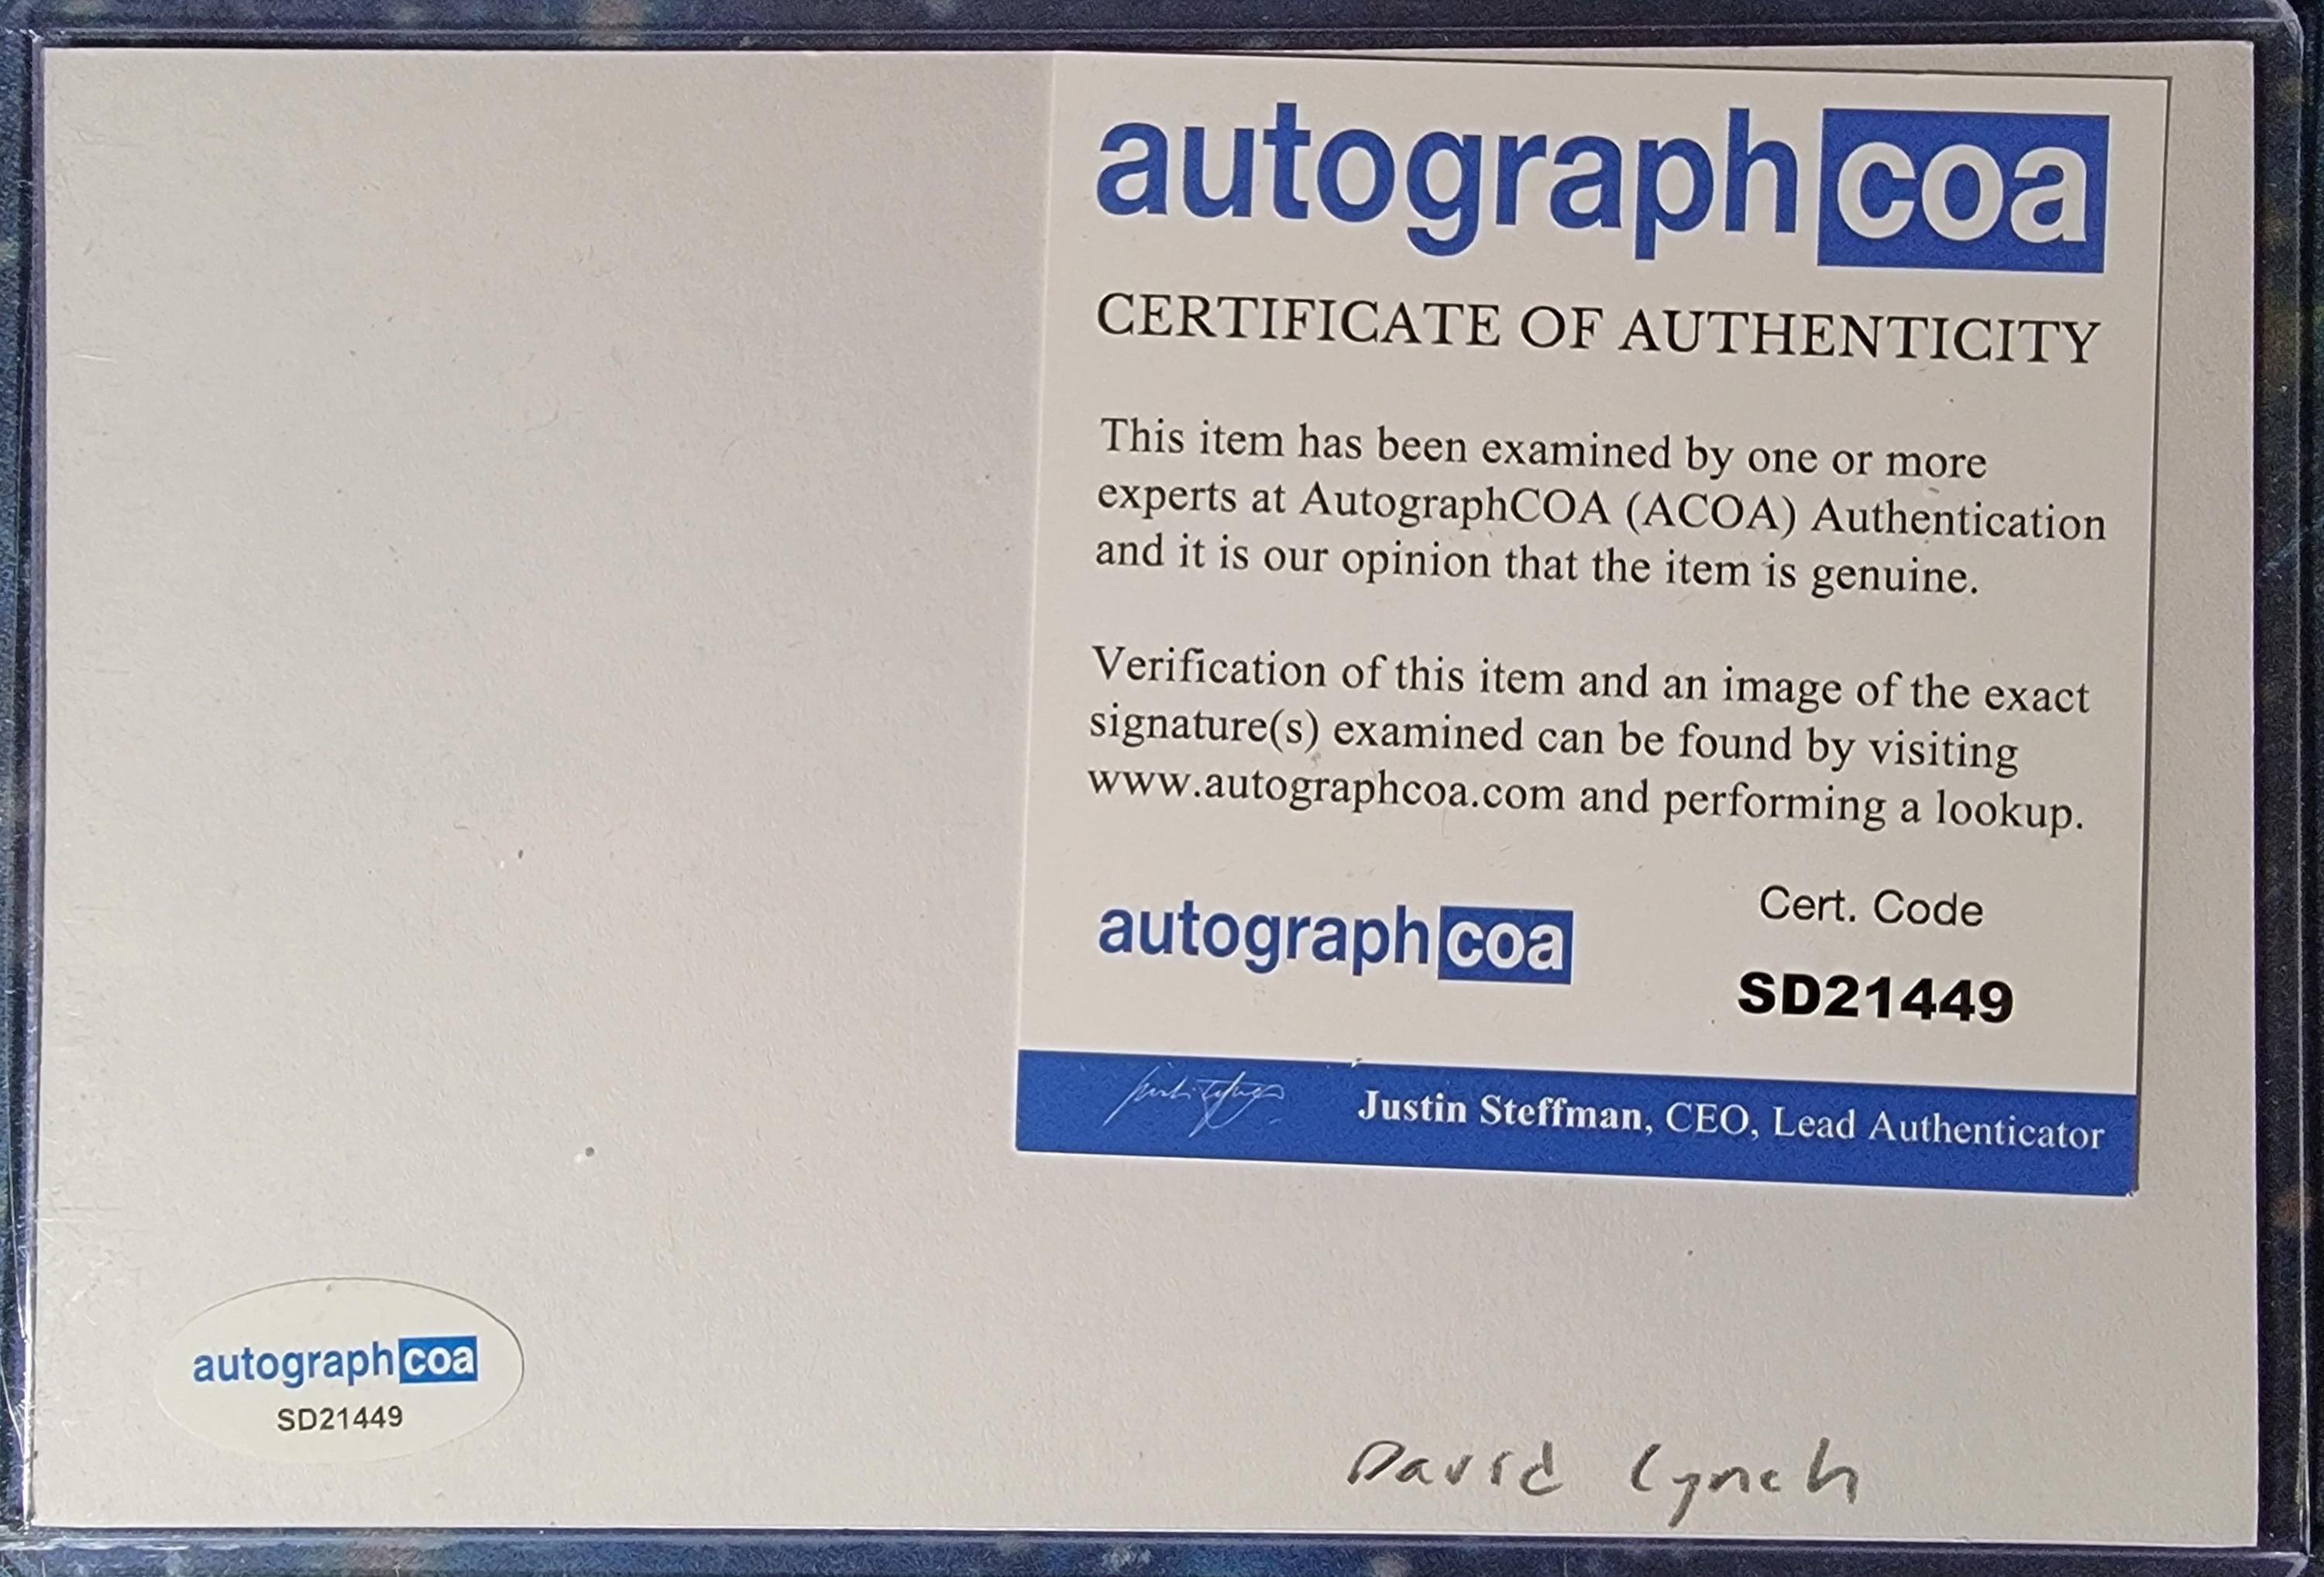 autographcoa
CERTIFICATE OF AUTHENTICITY
This item has been examined by one or more
experts at AutographCOA (ACOA) Authentication
and it is our opinion that the item is genuine.
Verification of this item and an image of the exact
signature(s) examined can be found by visiting
www.autographcoa.com and performing a lookup.
autographcoa
Cert. Code
SD21449
Justin Steffman, CEO, Lead Authenticator
autographcoa
SD21449
David Lynch